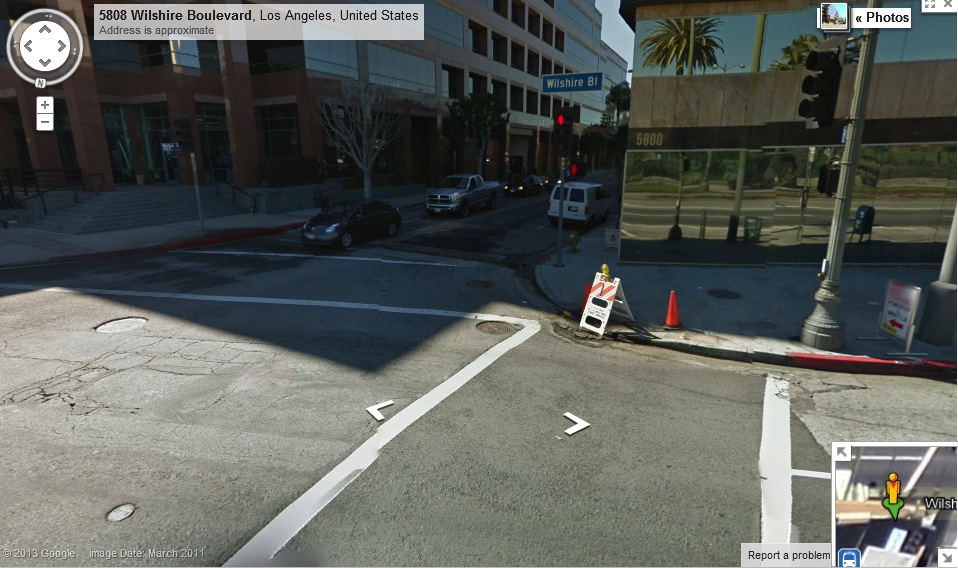 5808 Wilshire Boulevard, Los Angeles, United States
Address is approximate
« Photos
N
Wilshire Bl
5800
Wilsh
© 2013 Google Image Date: March 2011
Report a problem